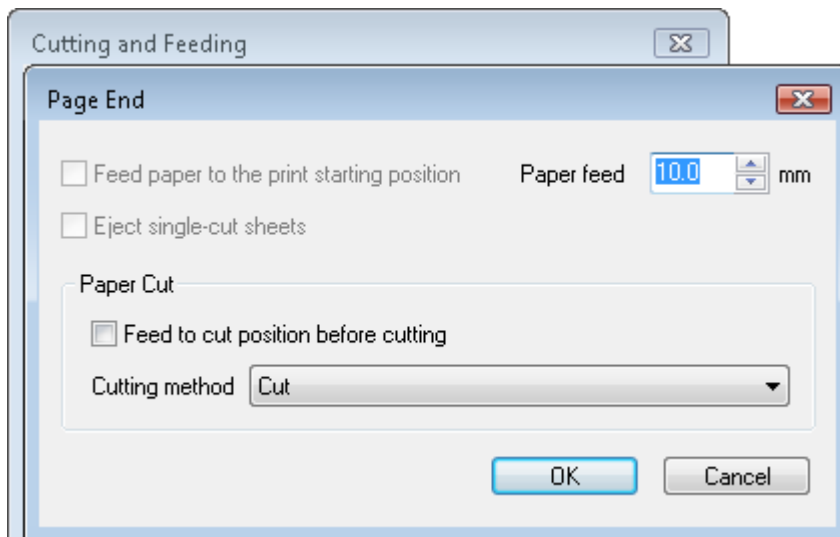 Cutting and Feeding
Page End
Feed paper to the print starting position Paper feed 10.0 mm
Eject single-cut sheets
Paper Cut
Feed to cut position before cutting
Cutting method Cut
OK Cancel